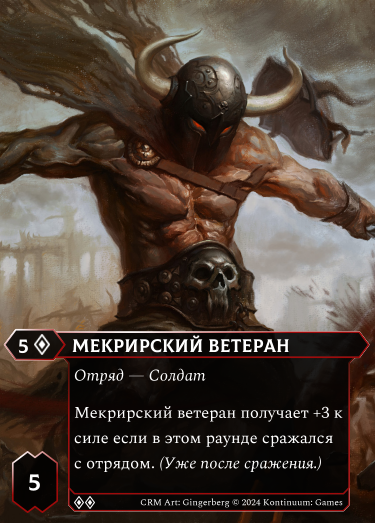 5 МЕКРИРСКИЙ ВЕТЕРАН
Отряд — Солдат
Мекрирский ветеран получает +3 к
силе если в этом раунде сражался
с отрядом. (Уже после сражения.)
5
CRM Art: Gingerberg © 2024 Kontinuum: Games